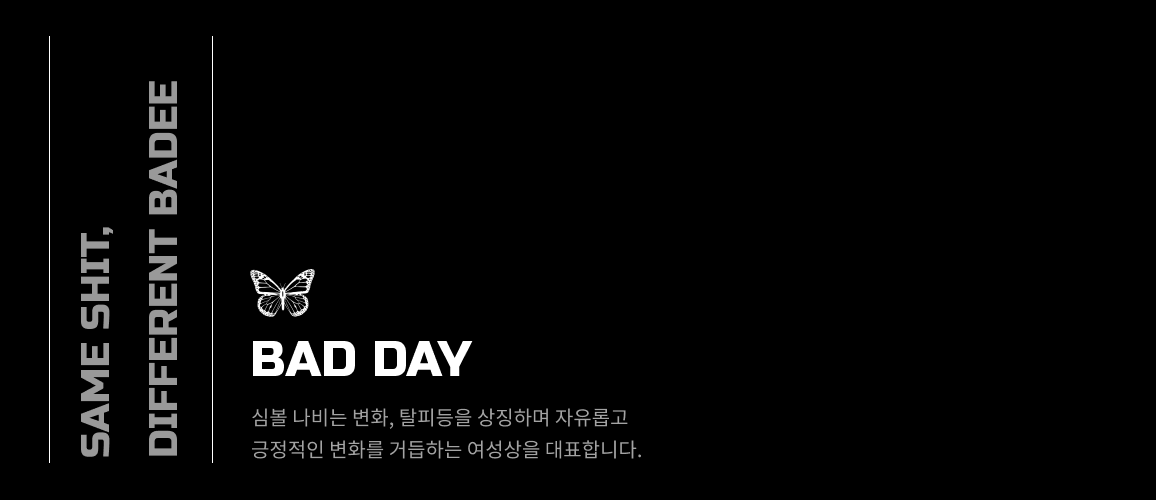 SAME SHIT,
DIFFERENT BADEE
BAD DAY
심볼 나비는 변화, 탈피등을 상징하며 자유롭고
긍정적인 변화를 거듭하는 여성상을 대표합니다.